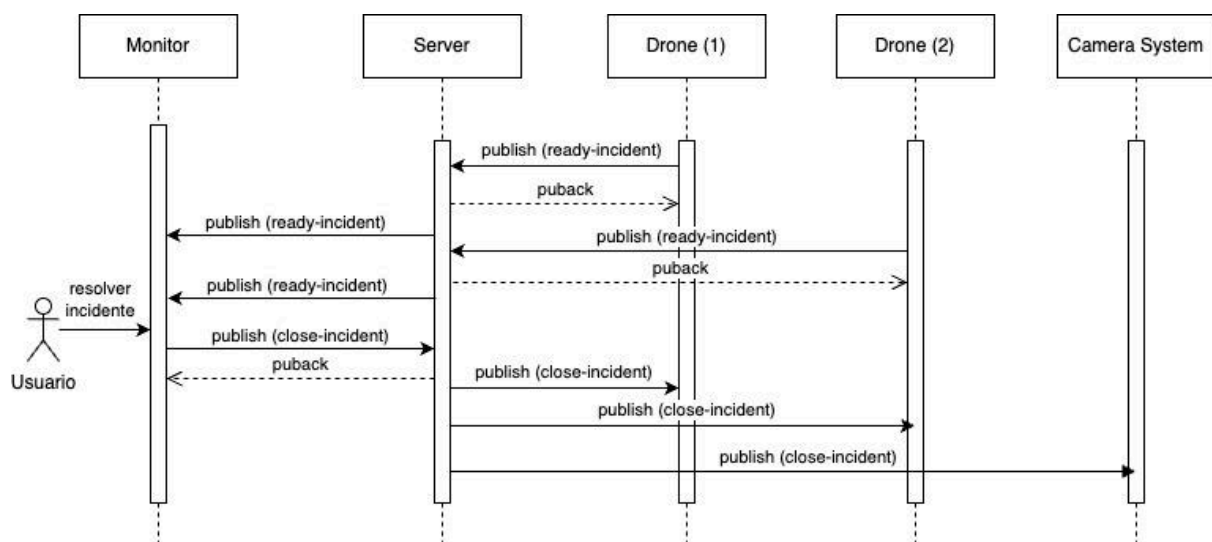 Monitor
Server
Drone (1)
Drone (2)
Camera System
publish (ready-incident)
puback
publish (ready-incident)
publish (ready-incident)
puback
publish (ready-incident)
resolver
incidente
publish (close-incident)
puback
Usuario
publish (close-incident)
publish (close-incident)
publish (close-incident)